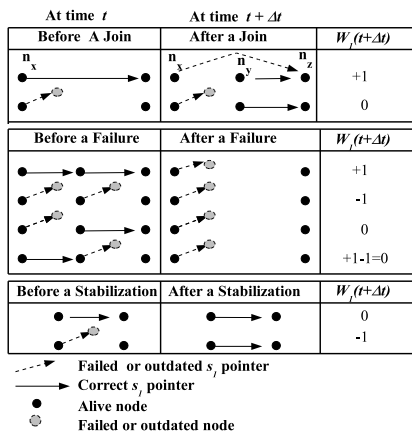 At time t At time t + Δt
Before A Join After a Join W_l(t+Δt)
n_x n_x n_y n_z
+1
0
Before a Failure After a Failure W_l(t+Δt)
+1
-1
0
+1-1=0
Before a Stabilization After a Stabilization W_l(t+Δt)
0
-1
Failed or outdated s_l pointer
Correct s_l pointer
Alive node
Failed or outdated node